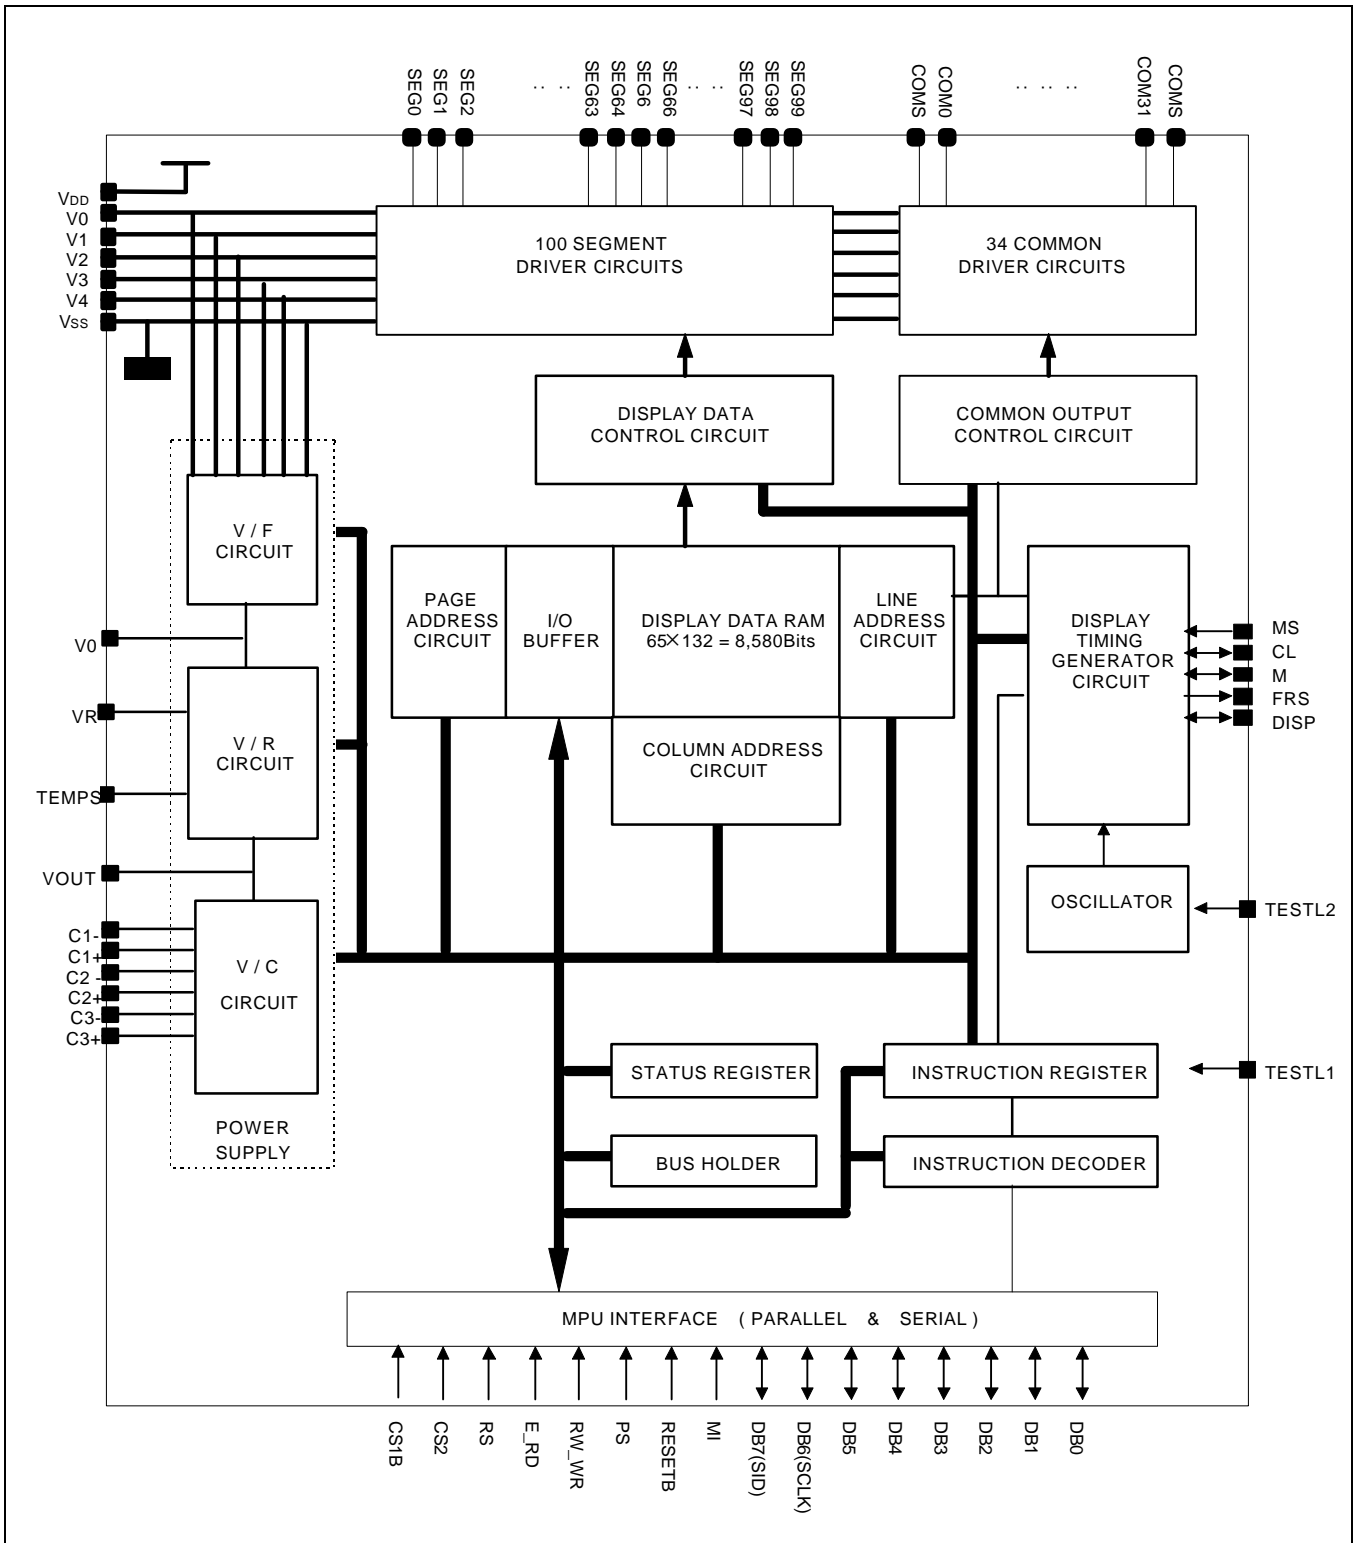 SEG0
SEG1
SEG2
.. ..
SEG63
SEG64
SEG6
SEG66
.. ..
SEG97
SEG98
SEG99
COMS
COM0
.. .. ..
COM31
COMS
VDD
V0
V1
V2
V3
V4
VSS
100 SEGMENT
DRIVER CIRCUITS
34 COMMON
DRIVER CIRCUITS
DISPLAY DATA
CONTROL CIRCUIT
COMMON OUTPUT
CONTROL CIRCUIT
V / F
CIRCUIT
PAGE
ADDRESS
CIRCUIT
I/O
BUFFER
DISPLAY DATA RAM
65×132 = 8,580Bits
LINE
ADDRESS
CIRCUIT
DISPLAY
TIMING
GENERATOR
CIRCUIT
MS
CL
M
FRS
DISP
V0
VR
V / R
CIRCUIT
COLUMN ADDRESS
CIRCUIT
TEMPS
VOUT
OSCILLATOR
TESTL2
C1-
C1+
C2 -
C2+
C3-
C3+
V / C
CIRCUIT
STATUS REGISTER
INSTRUCTION REGISTER
TESTL1
POWER
SUPPLY
BUS HOLDER
INSTRUCTION DECODER
MPU INTERFACE ( PARALLEL & SERIAL )
CS1B
CS2
RS
E_RD
RW_WR
PS
RESETB
MI
DB7(SID)
DB6(SCLK)
DB5
DB4
DB3
DB2
DB1
DB0